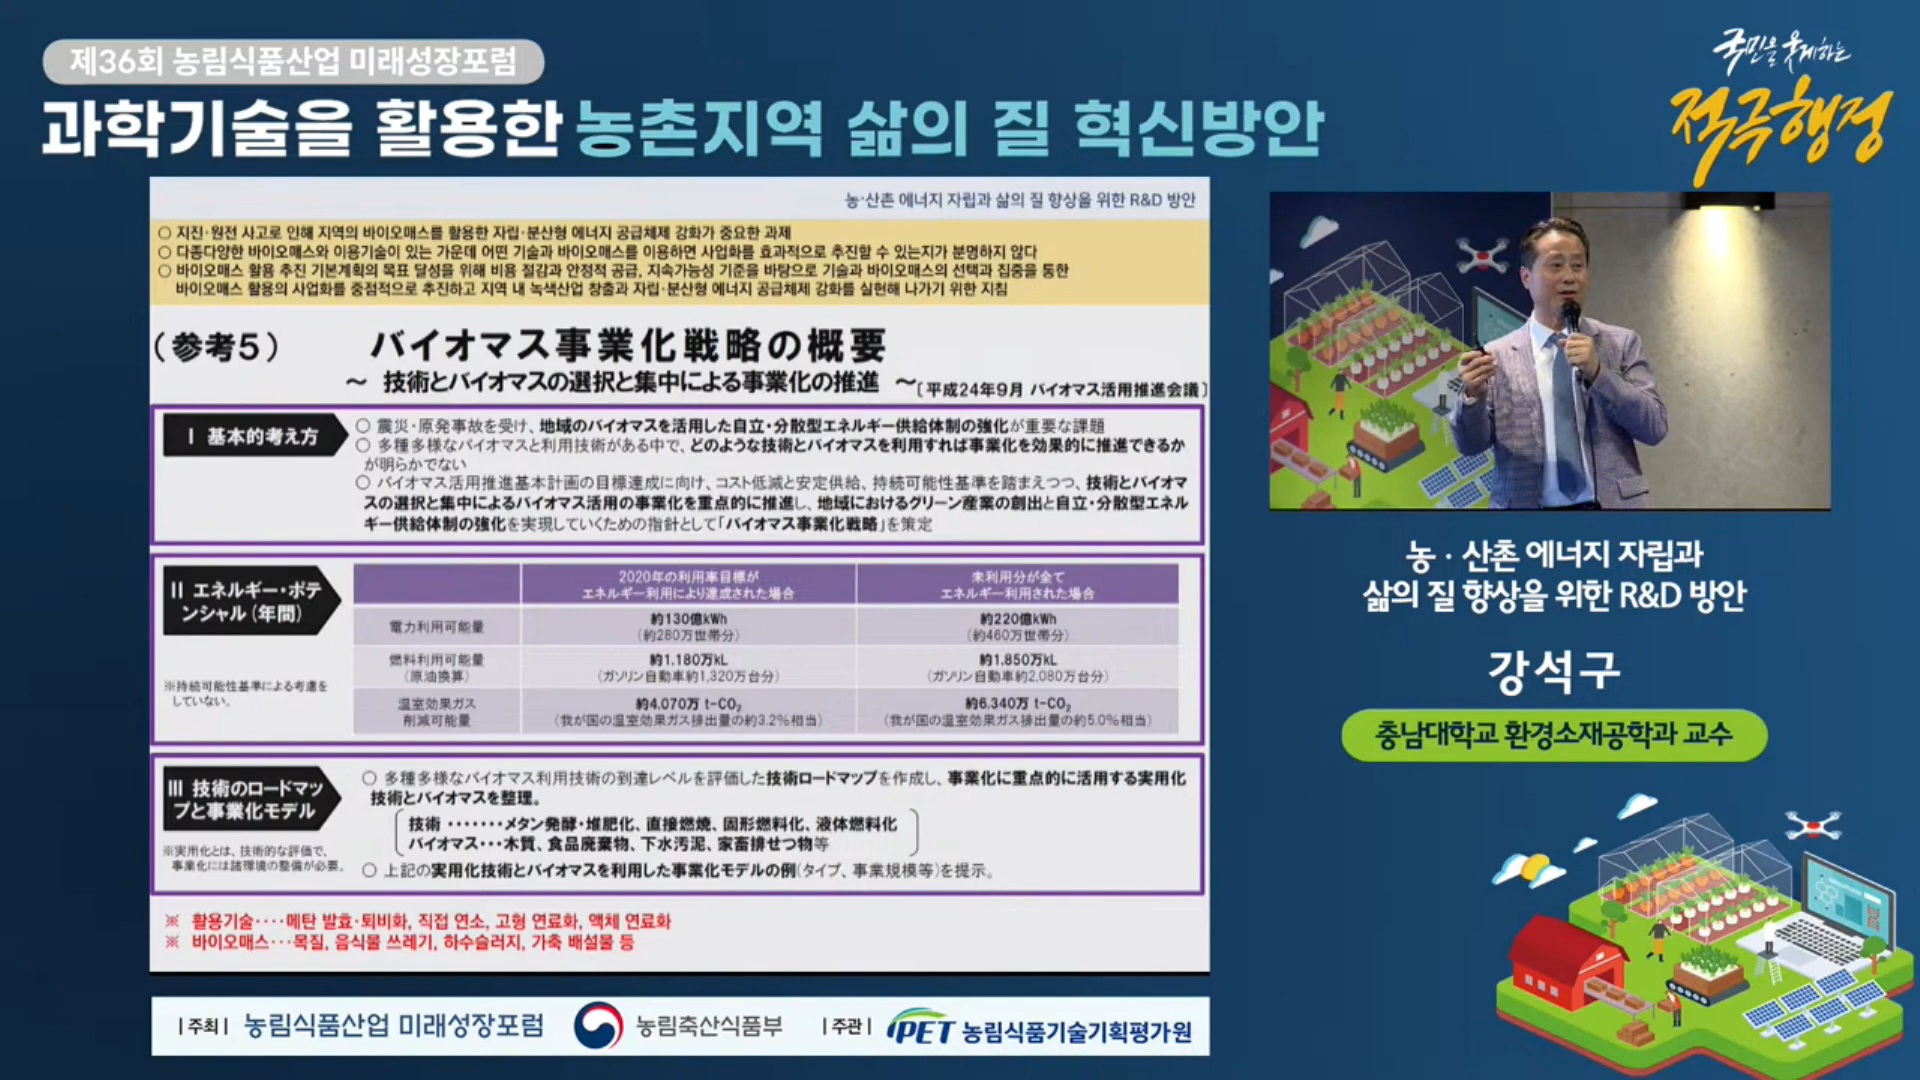 제36회 농림식품산업 미래성장포럼
과학기술을 활용한 농촌지역 삶의 질 혁신방안
국민을 웃게하는
적극행정
농·산촌 에너지 자립과 삶의 질 향상을 위한 R&D 방안
○ 지진·원전 사고로 인해 지역의 바이오매스를 활용한 자립·분산형 에너지 공급체제 강화가 중요한 과제
○ 다종다양한 바이오매스와 이용기술이 있는 가운데 어떤 기술과 바이오매스를 이용하면 사업화를 효과적으로 추진할 수 있는지가 분명하지 않다
○ 바이오매스 활용 추진 기본계획의 목표 달성을 위해 비용 절감과 안정적 공급, 지속가능성 기준을 바탕으로 기술과 바이오매스의 선택과 집중을 통한
바이오매스 활용의 사업화를 중점적으로 추진하고 지역 내 녹색산업 창출과 자립·분산형 에너지 공급체제 강화를 실현해 나가기 위한 지침
(参考5) バイオマス事業化戦略の概要
～ 技術とバイオマスの選択と集中による事業化の推進 ～〔平成24年9月 バイオマス活用推進会議〕
Ⅰ 基本的考え方
○ 震災・原発事故を受け、地域のバイオマスを活用した自立・分散型エネルギー供給体制の強化が重要な課題
○ 多種多様なバイオマスと利用技術がある中で、どのような技術とバイオマスを利用すれば事業化を効果的に推進できるか
が明らかでない
○ バイオマス活用推進基本計画の目標達成に向け、コスト低減と安定供給、持続可能性基準を踏まえつつ、技術とバイオマ
スの選択と集中によるバイオマス活用の事業化を重点的に推進し、地域におけるグリーン産業の創出と自立・分散型エネル
ギー供給体制の強化を実現していくための指針として「バイオマス事業化戦略」を策定
Ⅱ エネルギー・ポテ
ンシャル（年間）
※持続可能性基準による考慮を
していない。
2020年の利用率目標が
エネルギー利用により達成された場合
未利用分が全て
エネルギー利用された場合
電力利用可能量
約130億kWh
（約280万世帯分）
約220億kWh
（約460万世帯分）
燃料利用可能量
（原油換算）
約1,180万kL
（ガソリン自動車約1,320万台分）
約1,850万kL
（ガソリン自動車約2,080万台分）
温室効果ガス
削減可能量
約4,070万 t-CO₂
（我が国の温室効果ガス排出量の約3.2%相当）
約6,340万 t-CO₂
（我が国の温室効果ガス排出量の約5.0%相当）
Ⅲ 技術のロードマッ
プと事業化モデル
※実用化とは、技術的な評価で、
事業化には諸環境の整備が必要。
○ 多種多様なバイオマス利用技術の到達レベルを評価した技術ロードマップを作成し、事業化に重点的に活用する実用化
技術とバイオマスを整理。
技術 ・・・・・・・メタン発酵・堆肥化、直接燃焼、固形燃料化、液体燃料化
バイオマス・・・木質、食品廃棄物、下水汚泥、家畜排せつ物等
○ 上記の実用化技術とバイオマスを利用した事業化モデルの例（タイプ、事業規模等）を提示。
※ 활용기술····메탄 발효·퇴비화, 직접 연소, 고형 연료화, 액체 연료화
※ 바이오매스···목질, 음식물 쓰레기, 하수슬러지, 가축 배설물 등
농·산촌 에너지 자립과
삶의 질 향상을 위한 R&D 방안
강석구
충남대학교 환경소재공학과 교수
|주최| 농림식품산업 미래성장포럼 농림축산식품부 |주관| iPET 농림식품기술기획평가원